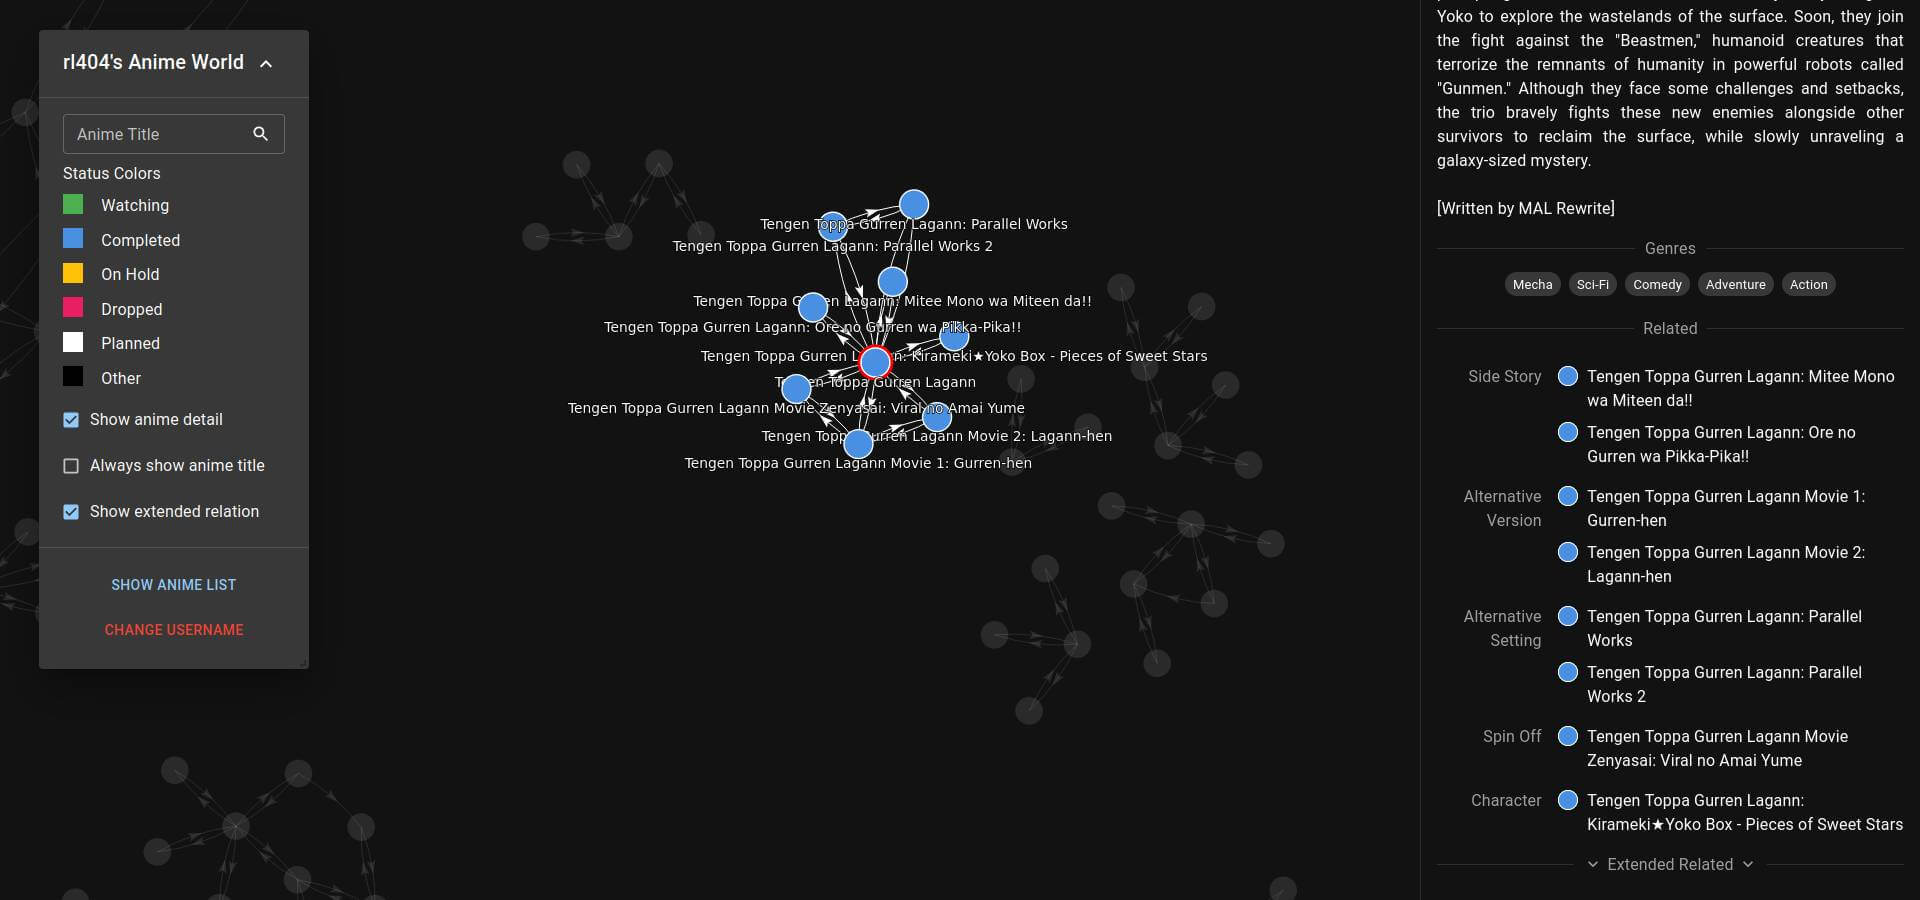 rl404's Anime World
Anime Title
Status Colors
Watching
Completed
On Hold
Dropped
Planned
Other
Show anime detail
Always show anime title
Show extended relation
SHOW ANIME LIST
CHANGE USERNAME
Tengen Toppa Gurren Lagann: Parallel Works
Tengen Toppa Gurren Lagann: Parallel Works 2
Tengen Toppa Gurren Lagann: Mitee Mono wa Miteen da!!
Tengen Toppa Gurren Lagann: Ore no Gurren wa Pikka-Pika!!
Tengen Toppa Gurren Lagann: Kirameki★Yoko Box - Pieces of Sweet Stars
Tengen Toppa Gurren Lagann
Tengen Toppa Gurren Lagann Movie Zenyasai: Viral no Amai Yume
Tengen Toppa Gurren Lagann Movie 2: Lagann-hen
Tengen Toppa Gurren Lagann Movie 1: Gurren-hen
Yoko to explore the wastelands of the surface. Soon, they join
the fight against the "Beastmen," humanoid creatures that
terrorize the remnants of humanity in powerful robots called
"Gunmen." Although they face some challenges and setbacks,
the trio bravely fights these new enemies alongside other
survivors to reclaim the surface, while slowly unraveling a
galaxy-sized mystery.
[Written by MAL Rewrite]
Genres
Mecha Sci-Fi Comedy Adventure Action
Related
Side Story
Tengen Toppa Gurren Lagann: Mitee Mono
wa Miteen da!!
Tengen Toppa Gurren Lagann: Ore no
Gurren wa Pikka-Pika!!
Alternative
Version
Tengen Toppa Gurren Lagann Movie 1:
Gurren-hen
Tengen Toppa Gurren Lagann Movie 2:
Lagann-hen
Alternative
Setting
Tengen Toppa Gurren Lagann: Parallel
Works
Tengen Toppa Gurren Lagann: Parallel
Works 2
Spin Off
Tengen Toppa Gurren Lagann Movie
Zenyasai: Viral no Amai Yume
Character
Tengen Toppa Gurren Lagann:
Kirameki★Yoko Box - Pieces of Sweet Stars
Extended Related